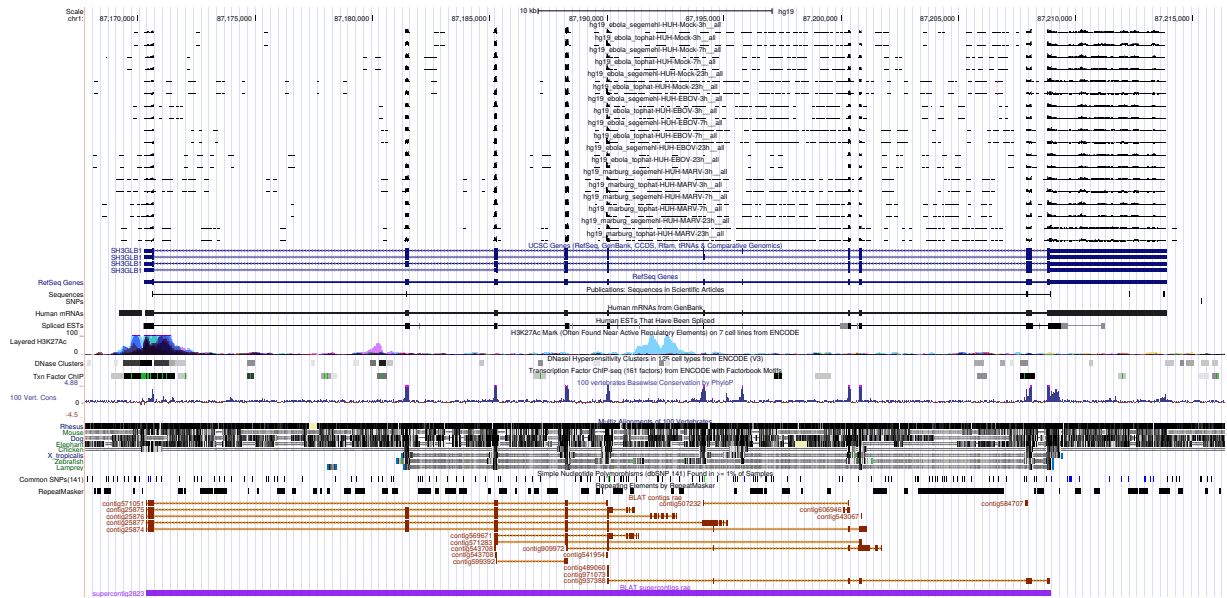 Scale 10 kb hg19
chr1: 87,170,000 87,175,000 87,180,000 87,185,000 87,190,000 87,195,000 87,200,000 87,205,000 87,210,000 87,215,000
hg19_ebola_segemehl-HUH-Mock-3h__all
hg19_ebola_tophat-HUH-Mock-3h__all
hg19_ebola_segemehl-HUH-Mock-7h__all
hg19_ebola_tophat-HUH-Mock-7h__all
hg19_ebola_segemehl-HUH-Mock-23h__all
hg19_ebola_tophat-HUH-Mock-23h__all
hg19_ebola_segemehl-HUH-EBOV-3h__all
hg19_ebola_tophat-HUH-EBOV-3h__all
hg19_ebola_segemehl-HUH-EBOV-7h__all
hg19_ebola_tophat-HUH-EBOV-7h__all
hg19_ebola_segemehl-HUH-EBOV-23h__all
hg19_ebola_tophat-HUH-EBOV-23h__all
hg19_marburg_segemehl-HUH-MARV-3h__all
hg19_marburg_tophat-HUH-MARV-3h__all
hg19_marburg_segemehl-HUH-MARV-7h__all
hg19_marburg_tophat-HUH-MARV-7h__all
hg19_marburg_segemehl-HUH-MARV-23h__all
hg19_marburg_tophat-HUH-MARV-23h__all
UCSC Genes (RefSeq, GenBank, CCDS, Rfam, tRNAs & Comparative Genomics)
SH3GLB1
SH3GLB1
SH3GLB1
SH3GLB1
RefSeq Genes
RefSeq Genes
Publications: Sequences in Scientific Articles
Sequences
SNPs
Human mRNAs from GenBank
Human mRNAs
Human ESTs That Have Been Spliced
Spliced ESTs
100
H3K27Ac Mark (Often Found Near Active Regulatory Elements) on 7 cell lines from ENCODE
Layered H3K27Ac
0
DNaseI Hypersensitivity Clusters in 125 cell types from ENCODE (V3)
DNase Clusters
Transcription Factor ChIP-seq (161 factors) from ENCODE with Factorbook Motifs
Txn Factor ChIP
4.88
100 vertebrates Basewise Conservation by PhyloP
100 Vert. Cons
0
-4.5
Multiz Alignments of 100 Vertebrates
Rhesus
Mouse
Dog
Elephant
Chicken
X_tropicalis
Zebrafish
Lamprey
Simple Nucleotide Polymorphisms (dbSNP 141) Found in >= 1% of Samples
Common SNPs(141)
Repeating Elements by RepeatMasker
RepeatMasker
BLAT contigs rae
contig571051 contig507232 contig584707
contig25875 contig606946
contig25876 contig543067
contig25877
contig25874
contig569671
contig571283
contig543708 contig909972
contig543708 contig541954
contig599392
contig489060
contig971073
contig937388
BLAT supercontigs rae
supercontig2823